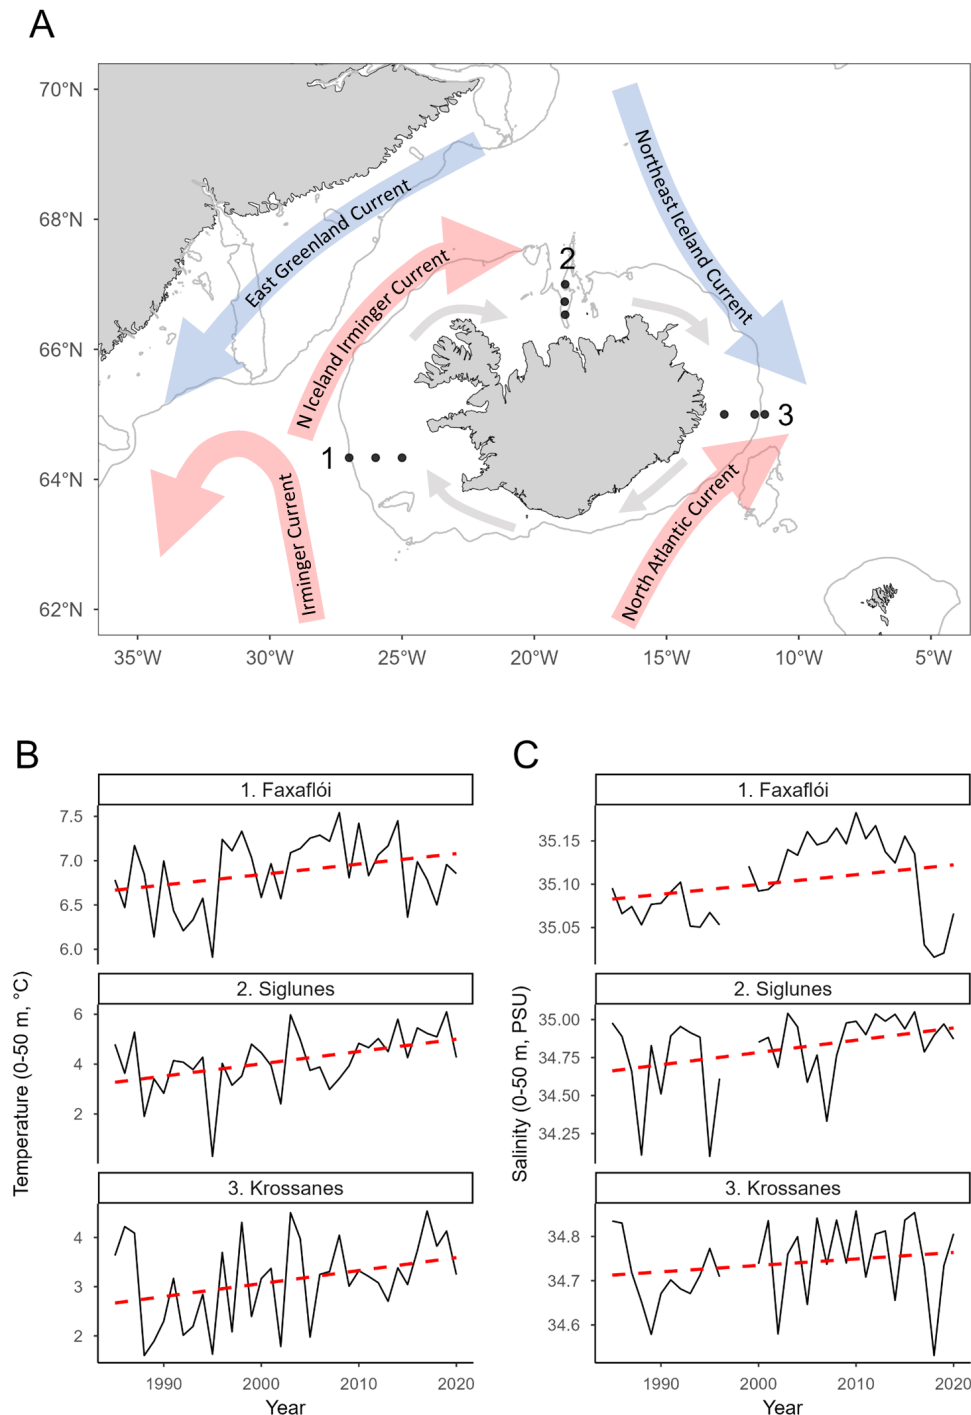 A
70°N
68°N
66°N
64°N
62°N
East Greenland Current
Northeast Iceland Current
N Iceland Irminger Current
Irminger Current
North Atlantic Current
2
3
1
35°W 30°W 25°W 20°W 15°W 10°W 5°W
B
1. Faxaflói
7.5
7.0
6.5
6.0
2. Siglunes
6
4
2
3. Krossanes
4
3
2
Temperature (0-50 m, °C)
1990 2000 2010 2020
Year
C
1. Faxaflói
35.15
35.10
35.05
2. Siglunes
35.00
34.75
34.50
34.25
3. Krossanes
34.8
34.7
34.6
Salinity (0-50 m, PSU)
1990 2000 2010 2020
Year